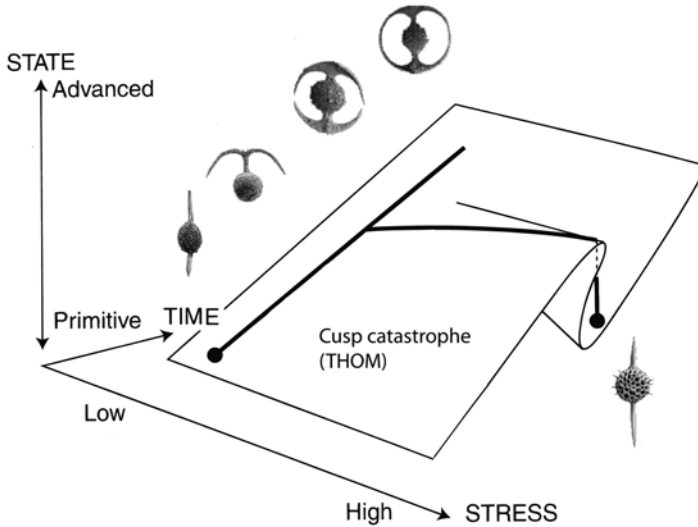 STATE
Advanced
Primitive
TIME
Cusp catastrophe
(THOM)
Low
High
STRESS